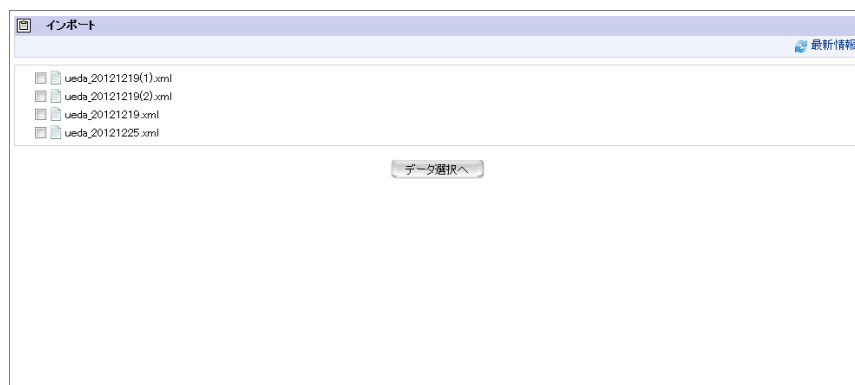 インポート
最新情報
ueda_20121219(1).xml
ueda_20121219(2).xml
ueda_20121219.xml
ueda_20121225.xml
データ選択へ